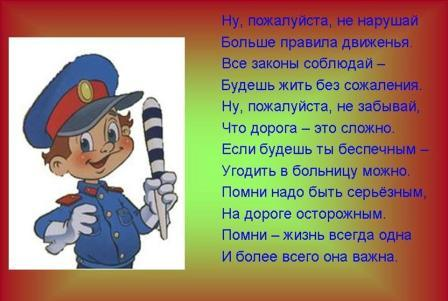 Ну, пожалуйста, не нарушай
Больше правила движенья.
Все законы соблюдай –
Будешь жить без сожаления.
Ну, пожалуйста, не забывай,
Что дорога – это сложно.
Если будешь ты беспечным –
Угодить в больницу можно.
Помни надо быть серьёзным,
На дороге осторожным.
Помни – жизнь всегда одна
И более всего она важна.